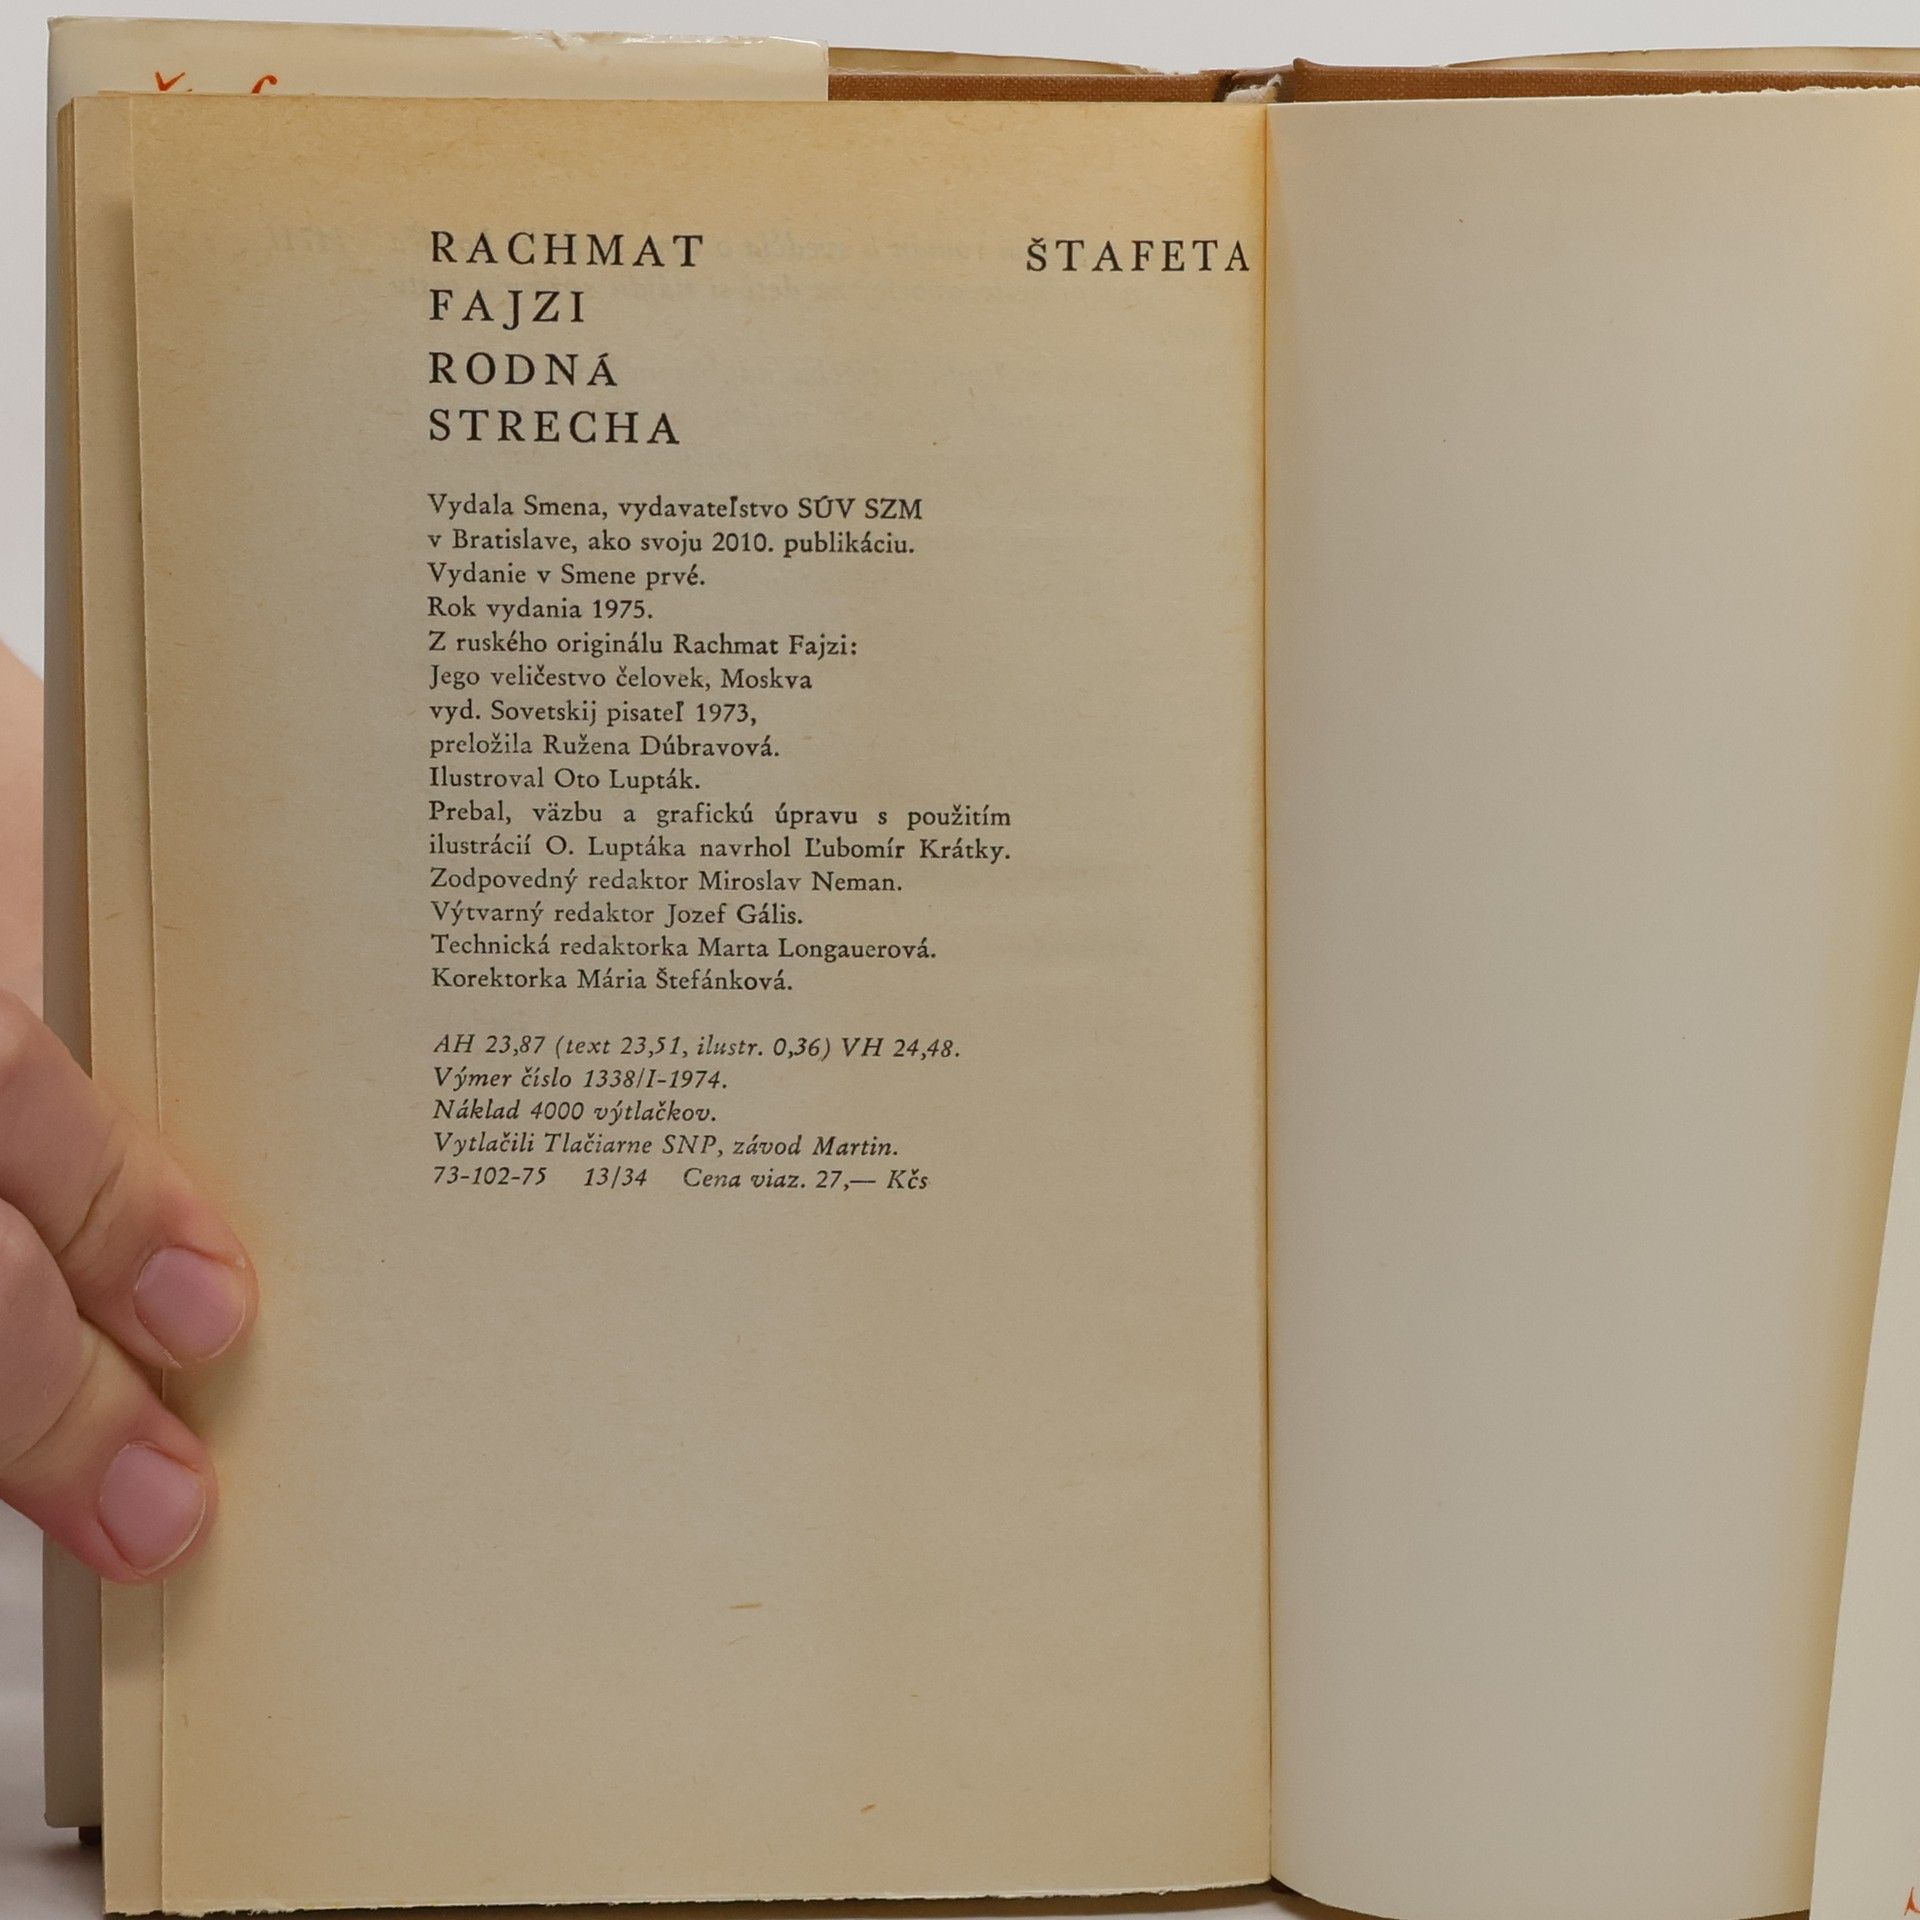 RACHMAT
FAJZI
RODNÁ
STRECHA
ŠTAFETA
Vydala Smena, vydavateľstvo SÚV SZM
v Bratislave, ako svoju 2010. publikáciu.
Vydanie v Smene prvé.
Rok vydania 1975.
Z ruského originálu Rachmat Fajzi:
Jego veličestvo čelovek, Moskva
vyd. Sovetskij pisateľ 1973,
preložila Ružena Dúbravová.
Ilustroval Oto Lupták.
Prebal, väzbu a grafickú úpravu s použitím
ilustrácií O. Luptáka navrhol Ľubomír Krátky.
Zodpovedný redaktor Miroslav Neman.
Výtvarný redaktor Jozef Gális.
Technická redaktorka Marta Longauerová.
Korektorka Mária Štefánková.
AH 23,87 (text 23,51, ilustr. 0,36) VH 24,48.
Výmer číslo 1338/I-1974.
Náklad 4000 výtlačkov.
Vytlačili Tlačiarne SNP, závod Martin.
73-102-75 13/34 Cena viaz. 27,— Kčs